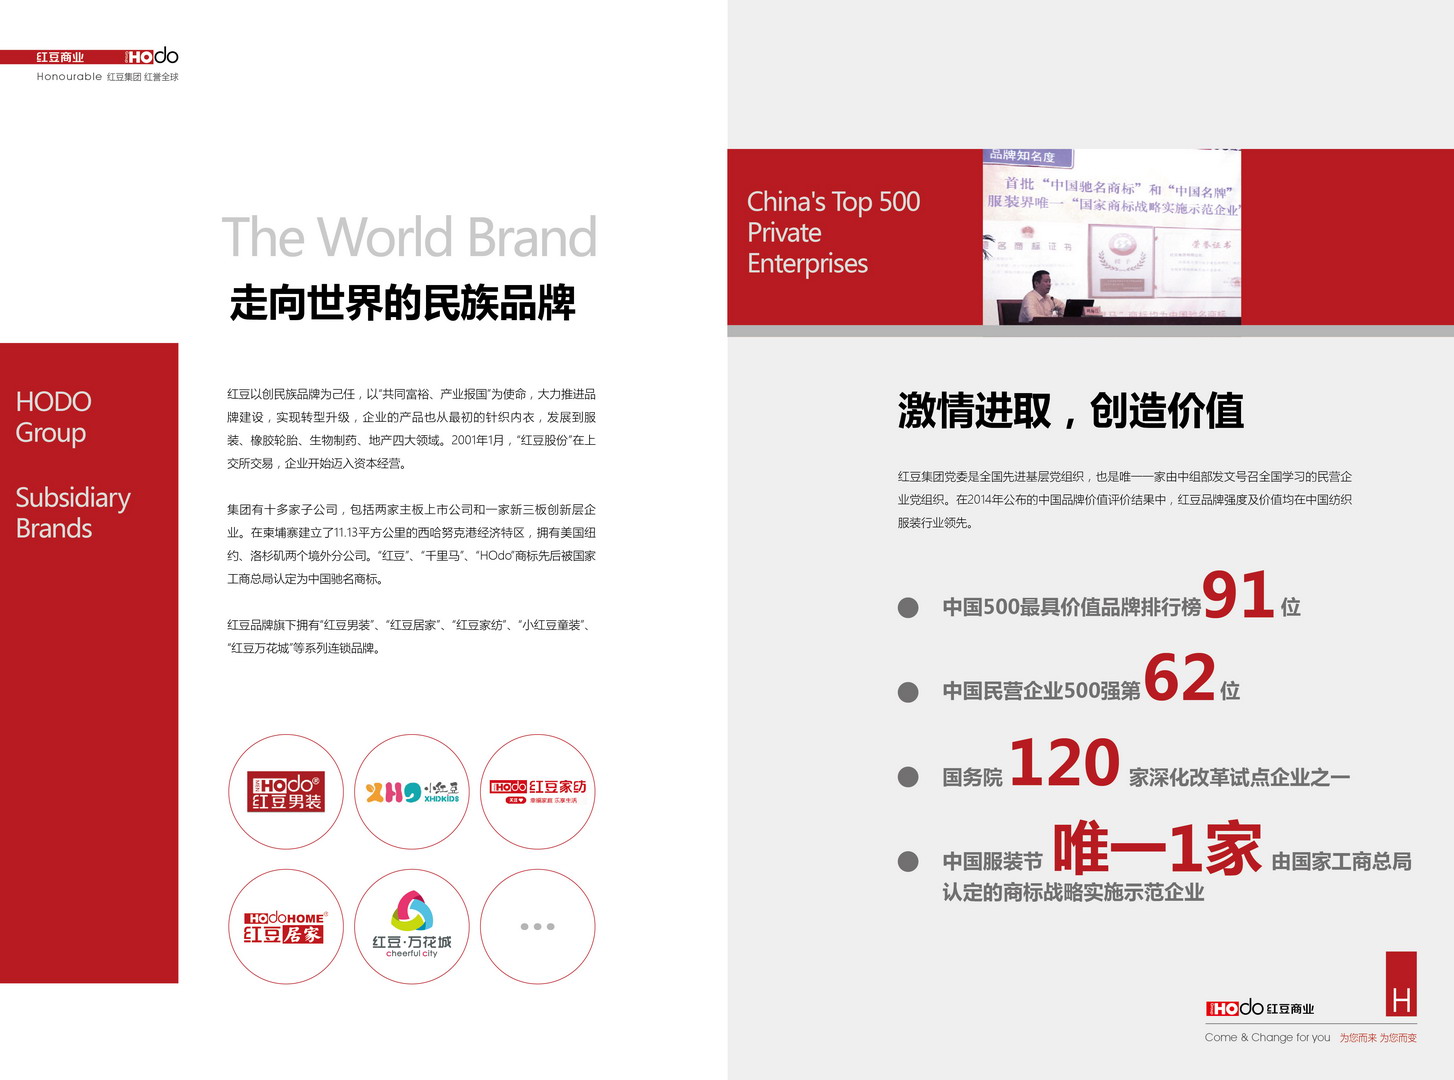 红豆商业 HOdo
Honourable 红豆集团 红誉全球
The World Brand
走向世界的民族品牌
HODO
Group
Subsidiary
Brands
红豆以创民族品牌为己任，以“共同富裕、产业报国”为使命，大力推进品
牌建设，实现转型升级，企业的产品也从最初的针织内衣，发展到服
装、橡胶轮胎、生物制药、地产四大领域。2001年1月，“红豆股份”在上
交所交易，企业开始迈入资本经营。
集团有十多家子公司，包括两家主板上市公司和一家新三板创新层企
业。在柬埔寨建立了11.13平方公里的西哈努克港经济特区，拥有美国纽
约、洛杉矶两个境外分公司。“红豆”、“千里马”、“HOdo”商标先后被国家
工商总局认定为中国驰名商标。
红豆品牌旗下拥有“红豆男装”、“红豆居家”、“红豆家纺”、“小红豆童装”、
“红豆万花城”等系列连锁品牌。
HOdo®
红豆男装
小红豆
XHDKIDS
HOdo 红豆家纺
幸福家庭 乐享生活
HOdoHOME®
红豆居家
红豆·万花城
cheerful city
China's Top 500
Private
Enterprises
品牌知名度
首批“中国驰名商标”和“中国名牌”
服装界唯一“国家商标战略实施示范企业”
名商标证书
荣誉证书
激情进取，创造价值
红豆集团党委是全国先进基层党组织，也是唯一一家由中组部发文号召全国学习的民营企
业党组织。在2014年公布的中国品牌价值评价结果中，红豆品牌强度及价值均在中国纺织
服装行业领先。
中国500最具价值品牌排行榜91位
中国民营企业500强第62位
国务院 120 家深化改革试点企业之一
中国服装节 唯一1家 由国家工商总局
认定的商标战略实施示范企业
H
HOdo 红豆商业
Come & Change for you 为您而来 为您而变